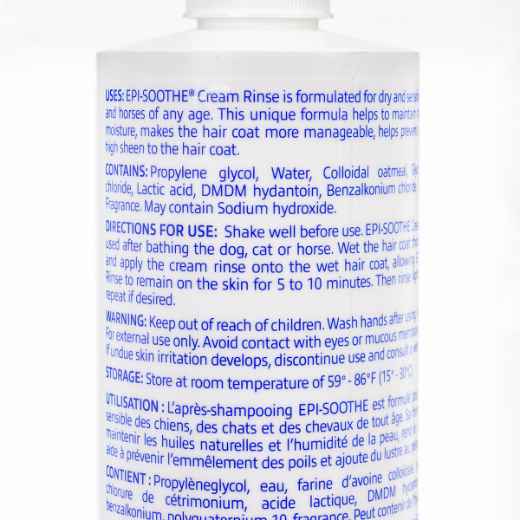 USES: EPI-SOOTHE® Cream Rinse is formulated for dry and
and horses of any age. This unique formula helps to maintain
moisture, makes the hair coat more manageable, helps prevent
high sheen to the hair coat.
CONTAINS: Propylene glycol, Water, Colloidal oatmeal,
chloride, Lactic acid, DMDM hydantoin, Benzalkonium chloride,
Fragrance. May contain Sodium hydroxide.
DIRECTIONS FOR USE: Shake well before use. EPI-SOOTHE
used after bathing the dog, cat or horse. Wet the hair coat
and apply the cream rinse onto the wet hair coat, allowing
Rinse to remain on the skin for 5 to 10 minutes. Then rinse
repeat if desired.
WARNING: Keep out of reach of children. Wash hands after using.
For external use only. Avoid contact with eyes or mucous
If undue skin irritation develops, discontinue use and consult
STORAGE: Store at room temperature of 59° - 86°F (15° - 30°C).
UTILISATION : L'après-shampooing EPI-SOOTHE est formulé
sensible des chiens, des chats et des chevaux de tout âge. Sa
maintenir les huiles naturelles et l'humidité de la peau, rend
aide à prévenir l'emmêlement des poils et ajoute du lustre au
CONTIENT : Propylèneglycol, eau, farine d'avoine colloïdale,
chlorure de cétrimonium, acide lactique, DMDM
benzalkonium, polyquaternium 10, fragrance. Peut contenir de